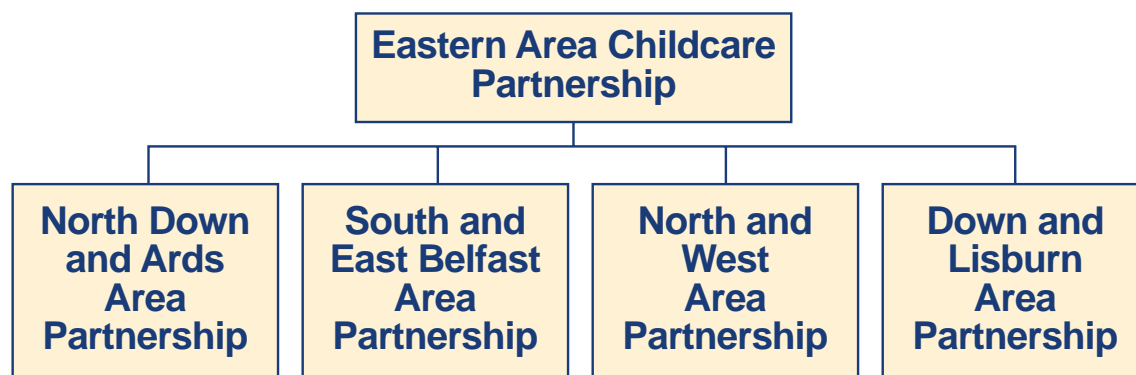 Eastern Area Childcare
Partnership
North Down
and Ards
Area
Partnership
South and
East Belfast
Area
Partnership
North and
West
Area
Partnership
Down and
Lisburn
Area
Partnership